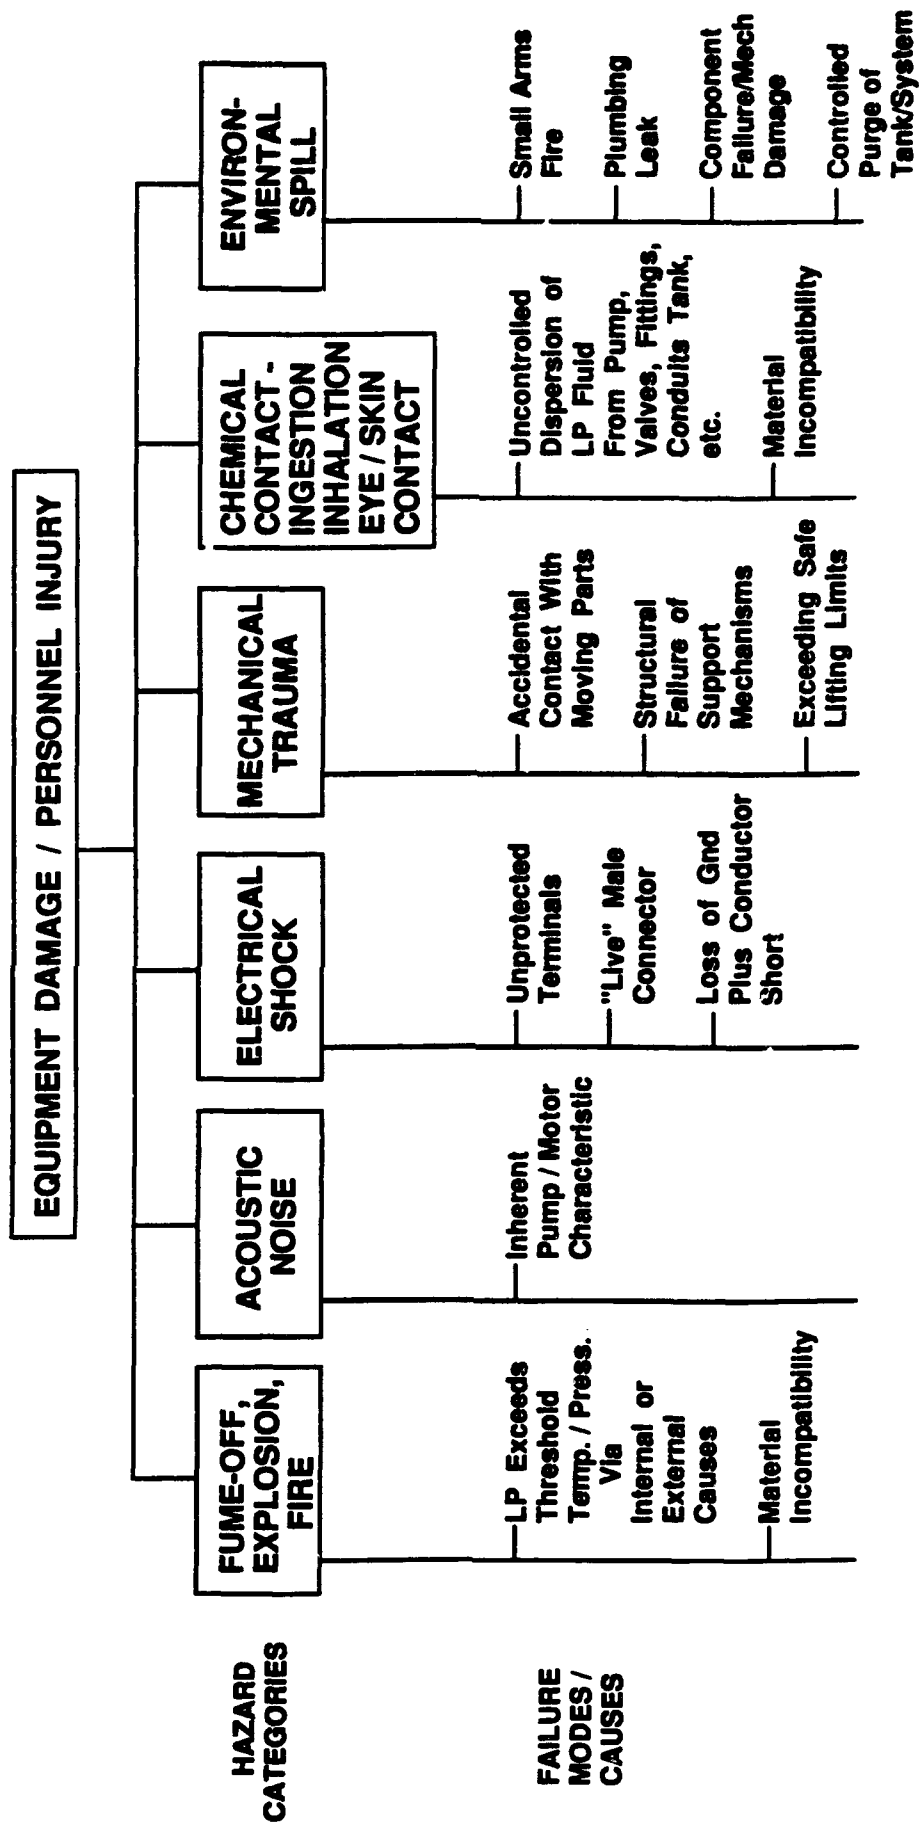 EQUIPMENT DAMAGE / PERSONNEL INJURY
HAZARD
CATEGORIES
FUME-OFF,
EXPLOSION,
FIRE
ACOUSTIC
NOISE
ELECTRICAL
SHOCK
MECHANICAL
TRAUMA
CHEMICAL
CONTACT -
INGESTION
INHALATION
EYE / SKIN
CONTACT
ENVIRON-
MENTAL
SPILL
FAILURE
MODES /
CAUSES
LP Exceeds
Threshold
Temp. / Press.
Via
Internal or
External
Causes
Material
Incompatibility
Inherent
Pump / Motor
Characteristic
Unprotected
Terminals
"Live" Male
Connector
Loss of Gnd
Plus Conductor
Short
Accidental
Contact With
Moving Parts
Structural
Failure of
Support
Mechanisms
Exceeding Safe
Lifting Limits
Uncontrolled
Dispersion of
LP Fluid
From Pump,
Valves, Fittings,
Conduits Tank,
etc.
Material
Incompatibility
Small Arms
Fire
Plumbing
Leak
Component
Failure/Mech
Damage
Controlled
Purge of
Tank/System